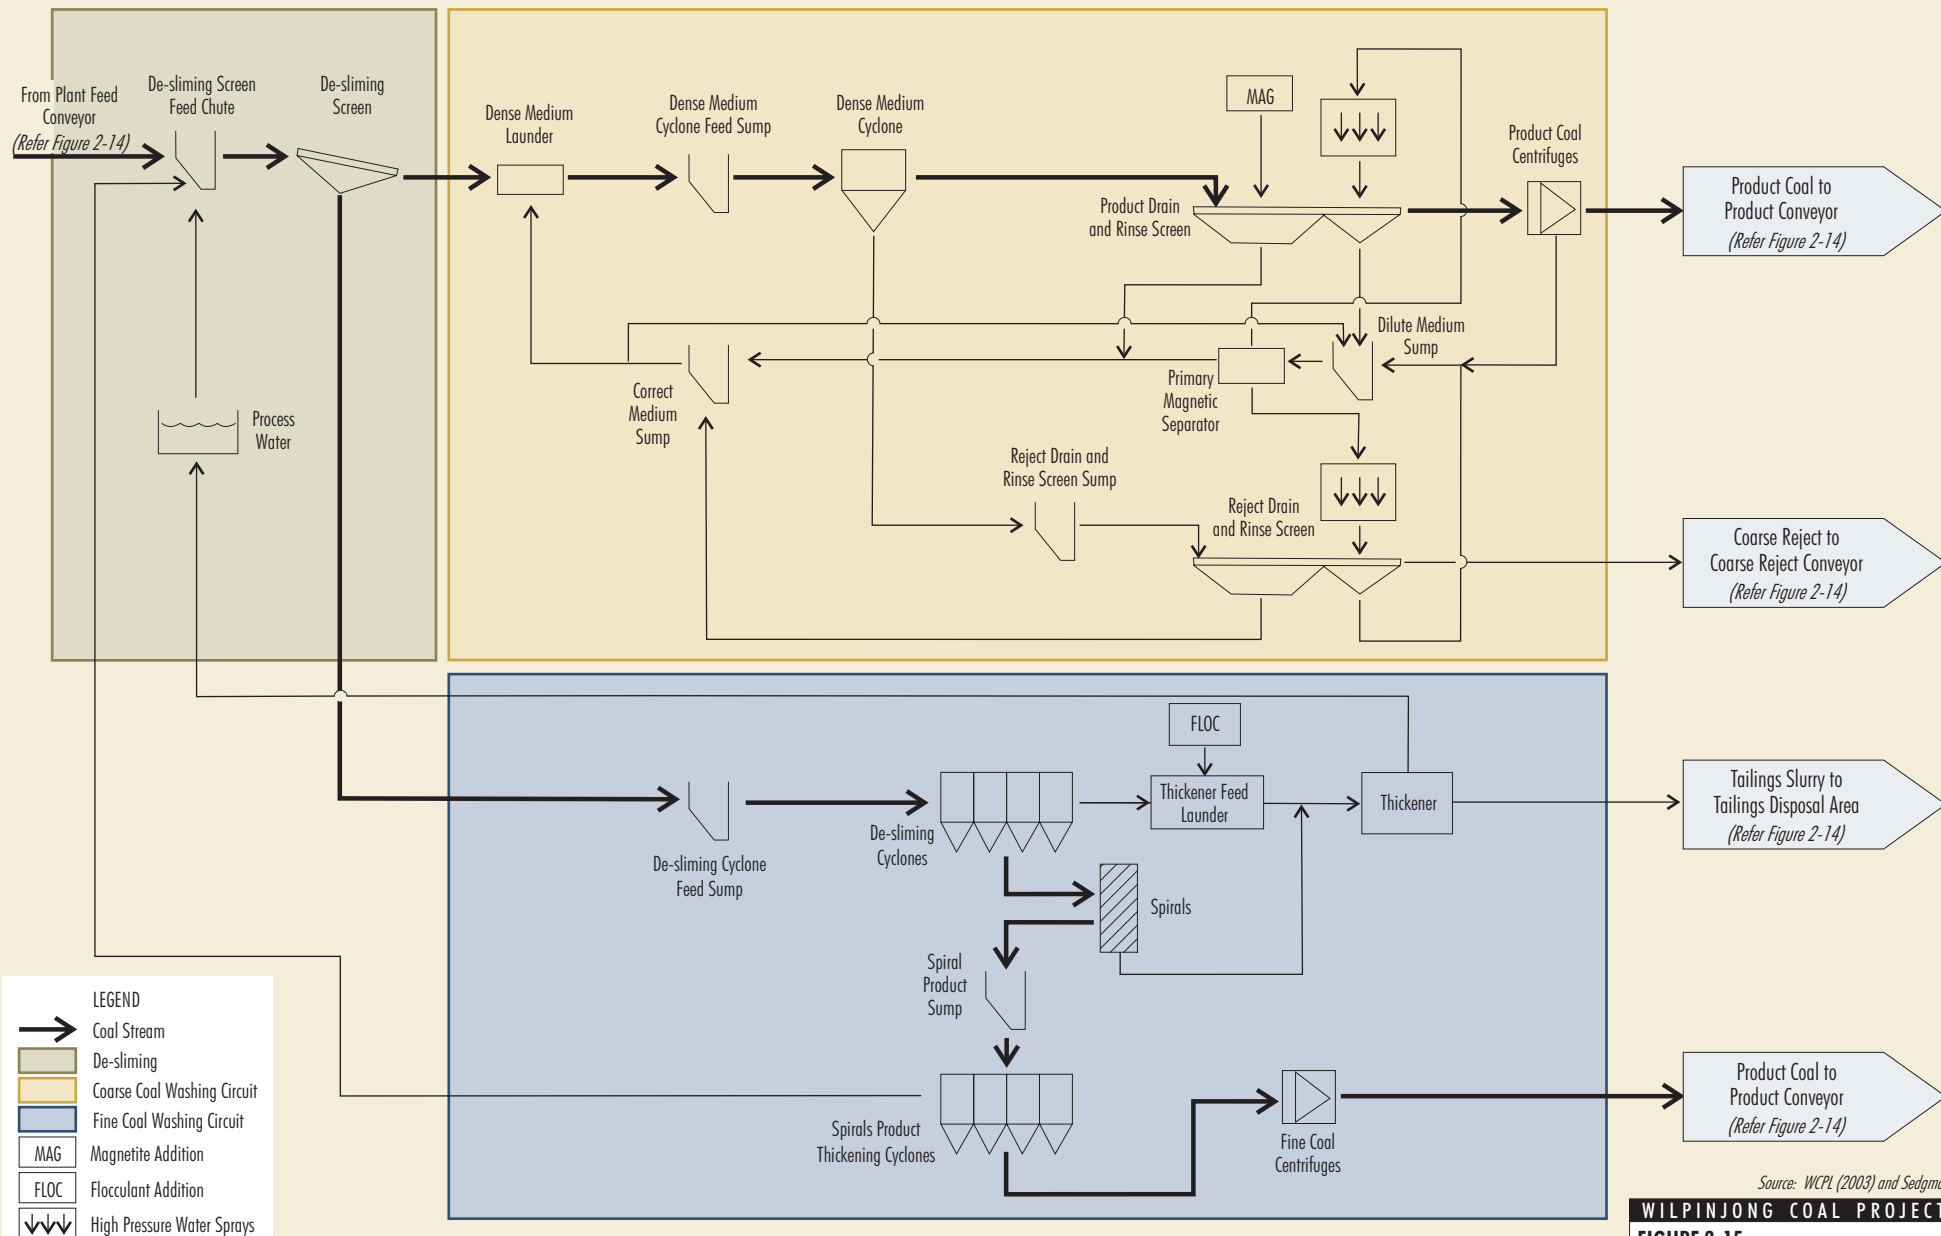 From Plant Feed
Conveyor
(Refer Figure 2-14)
De-sliming Screen
Feed Chute
De-sliming
Screen
Process
Water
Dense Medium
Launder
Dense Medium
Cyclone Feed Sump
Dense Medium
Cyclone
MAG
Product Drain
and Rinse Screen
Product Coal
Centrifuges
Product Coal to
Product Conveyor
(Refer Figure 2-14)
Dilute Medium
Sump
Primary
Magnetic
Separator
Correct
Medium
Sump
Reject Drain and
Rinse Screen Sump
Reject Drain
and Rinse Screen
Coarse Reject to
Coarse Reject Conveyor
(Refer Figure 2-14)
FLOC
Thickener Feed
Launder
Thickener
Tailings Slurry to
Tailings Disposal Area
(Refer Figure 2-14)
De-sliming Cyclone
Feed Sump
De-sliming
Cyclones
Spirals
Spiral
Product
Sump
Spirals Product
Thickening Cyclones
Fine Coal
Centrifuges
Product Coal to
Product Conveyor
(Refer Figure 2-14)
LEGEND
Coal Stream
De-sliming
Coarse Coal Washing Circuit
Fine Coal Washing Circuit
MAG Magnetite Addition
FLOC Flocculant Addition
High Pressure Water Sprays
Source: WCPL (2003) and
WILPINJONG COAL PROJECT
FIGURE 2-15